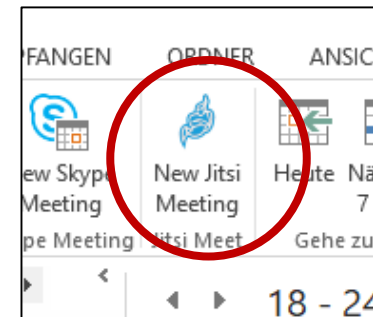 PFANGEN ORDNER ANSIC
ew Skype New Jitsi Heute Nä
Meeting Meeting 7
pe Meeting Jitsi Meet Gehe zu
18 - 24